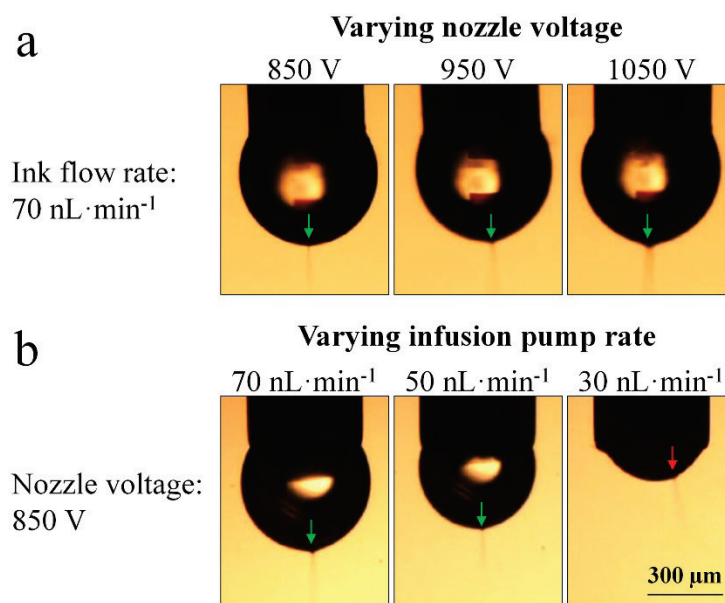 a
Varying nozzle voltage
850 V 950 V 1050 V
Ink flow rate:
70 nL·min⁻¹
b
Varying infusion pump rate
70 nL·min⁻¹ 50 nL·min⁻¹ 30 nL·min⁻¹
Nozzle voltage:
850 V
300 µm